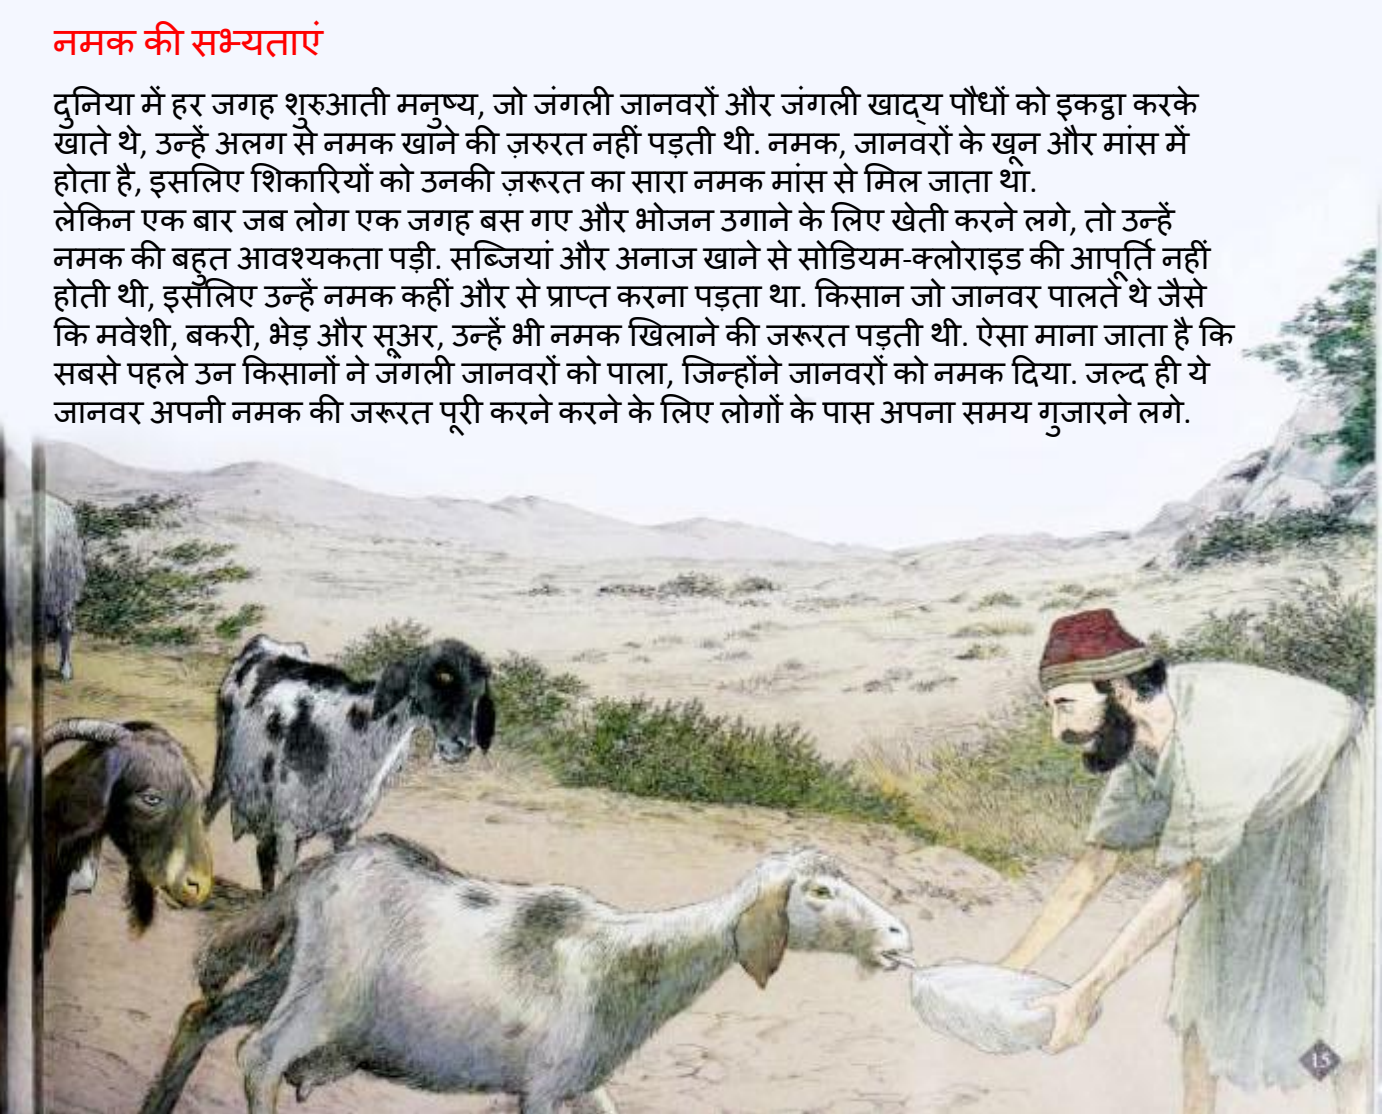 नमक की सभ्यताएं
दुनिया में हर जगह शुरुआती मनुष्य, जो जंगली जानवरों और जंगली खाद्य पौधों को इकट्ठा करके
खाते थे, उन्हें अलग से नमक खाने की ज़रुरत नहीं पड़ती थी. नमक, जानवरों के खून और मांस में
होता है, इसलिए शिकारियों को उनकी ज़रूरत का सारा नमक मांस से मिल जाता था.
लेकिन एक बार जब लोग एक जगह बस गए और भोजन उगाने के लिए खेती करने लगे, तो उन्हें
नमक की बहुत आवश्यकता पड़ी. सब्जियां और अनाज खाने से सोडियम-क्लोराइड की आपूर्ति नहीं
होती थी, इसलिए उन्हें नमक कहीं और से प्राप्त करना पड़ता था. किसान जो जानवर पालते थे जैसे
कि मवेशी, बकरी, भेड़ और सूअर, उन्हें भी नमक खिलाने की जरूरत पड़ती थी. ऐसा माना जाता है कि
सबसे पहले उन किसानों ने जंगली जानवरों को पाला, जिन्होंने जानवरों को नमक दिया. जल्द ही ये
जानवर अपनी नमक की जरूरत पूरी करने करने के लिए लोगों के पास अपना समय गुजारने लगे.
15